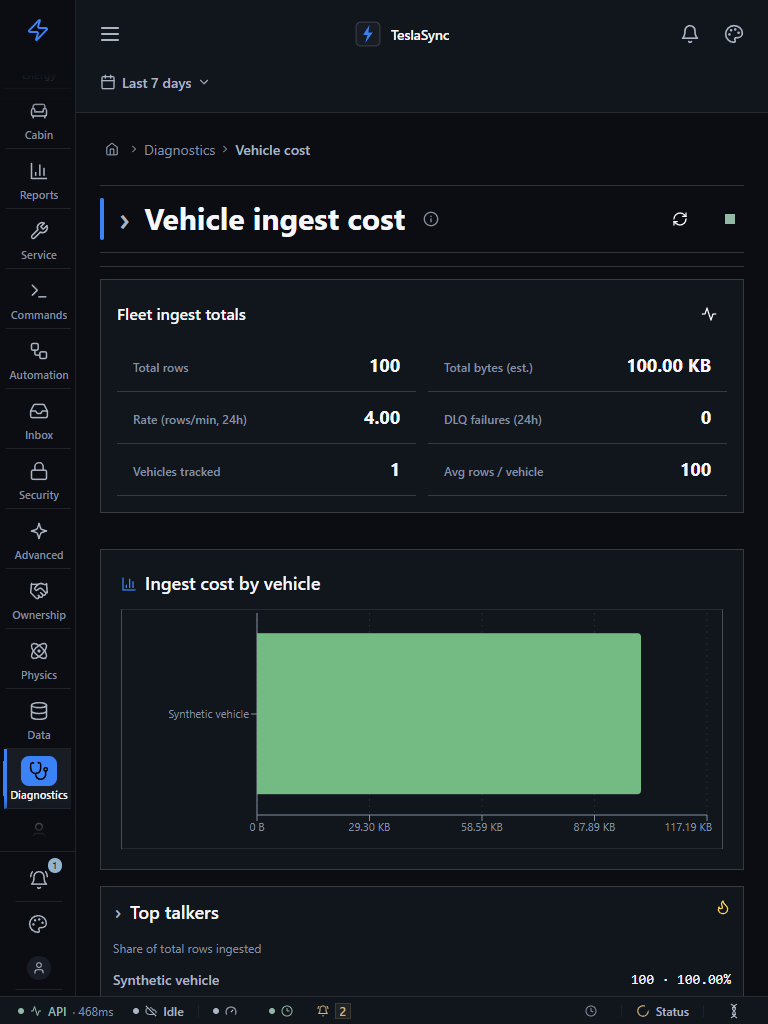 TeslaSync
Last 7 days
Energy
Cabin
Reports
Service
Commands
Automation
Inbox
Security
Advanced
Ownership
Physics
Data
Diagnostics
1
Diagnostics > Vehicle cost
Vehicle ingest cost
Fleet ingest totals
Total rows 100
Total bytes (est.) 100.00 KB
Rate (rows/min, 24h) 4.00
DLQ failures (24h) 0
Vehicles tracked 1
Avg rows / vehicle 100
Ingest cost by vehicle
Synthetic vehicle
0 B 29.30 KB 58.59 KB 87.89 KB 117.19 KB
Top talkers
Share of total rows ingested
Synthetic vehicle 100 · 100.00%
API · 468ms Idle 2 Status